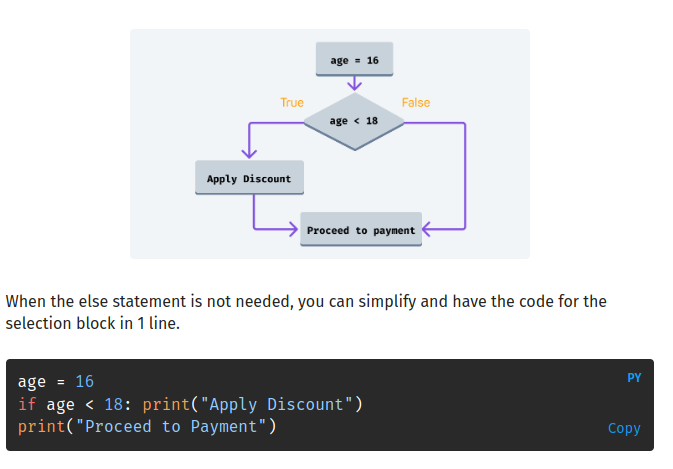 age = 16
True
False
age < 18
Apply Discount
Proceed to payment
When the else statement is not needed, you can simplify and have the code for the
selection block in 1 line.
PY
age = 16
if age < 18: print("Apply Discount")
print("Proceed to Payment")
Copy